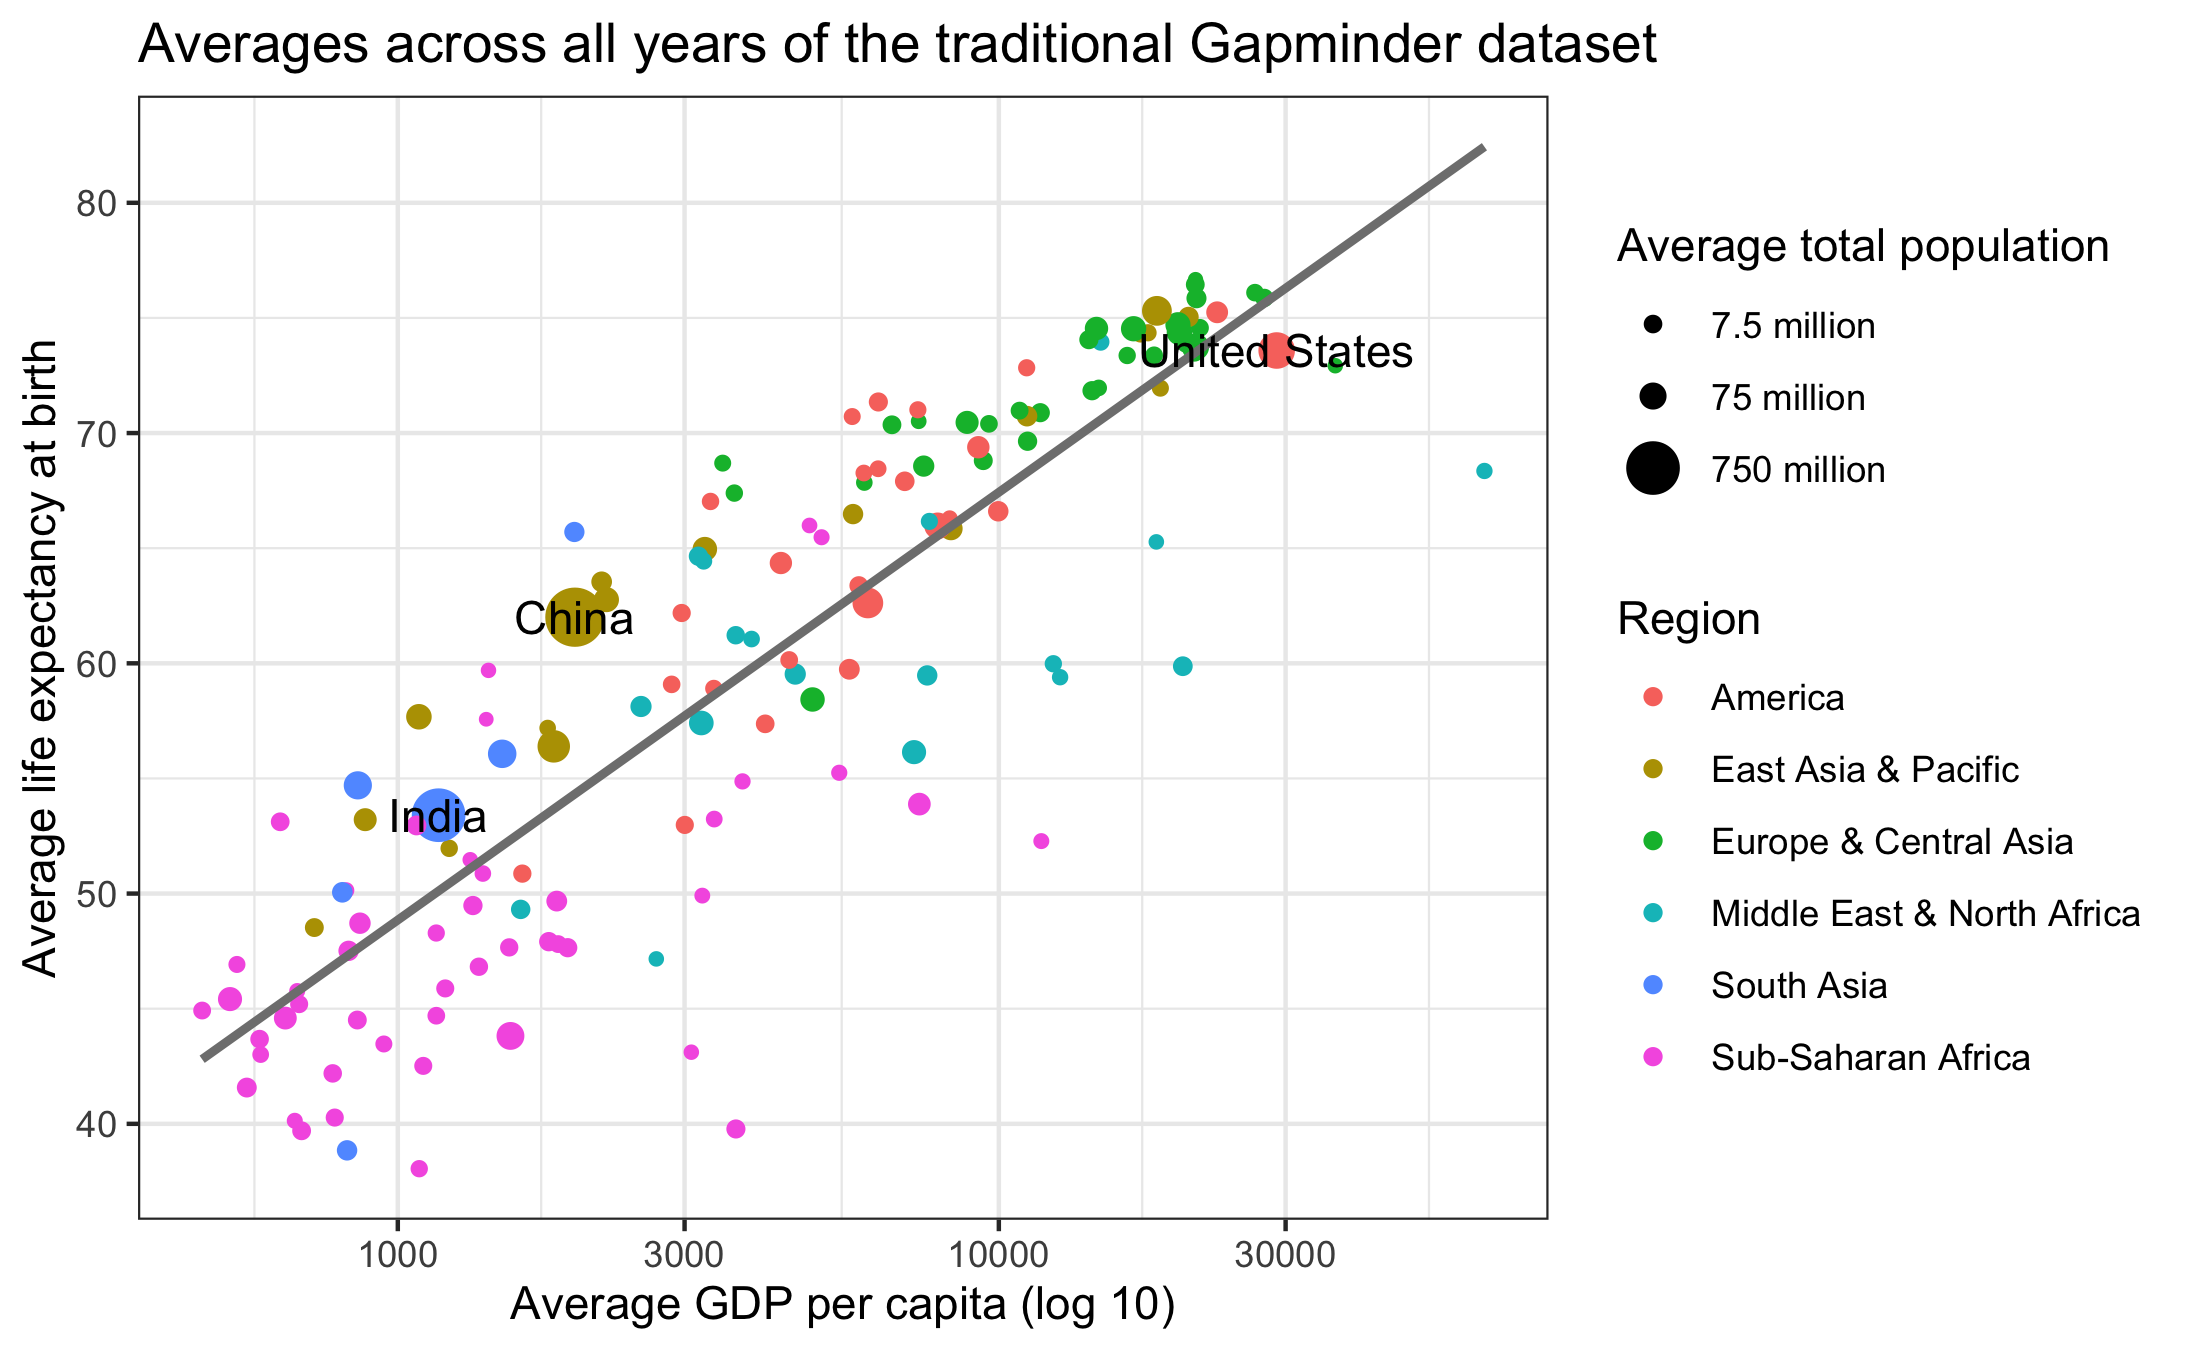 Averages across all years of the traditional Gapminder dataset
Average life expectancy at birth
80
70
60
50
40
United States
China
India
1000
3000
10000
30000
Average GDP per capita (log 10)
Average total population
7.5 million
75 million
750 million
Region
America
East Asia & Pacific
Europe & Central Asia
Middle East & North Africa
South Asia
Sub-Saharan Africa